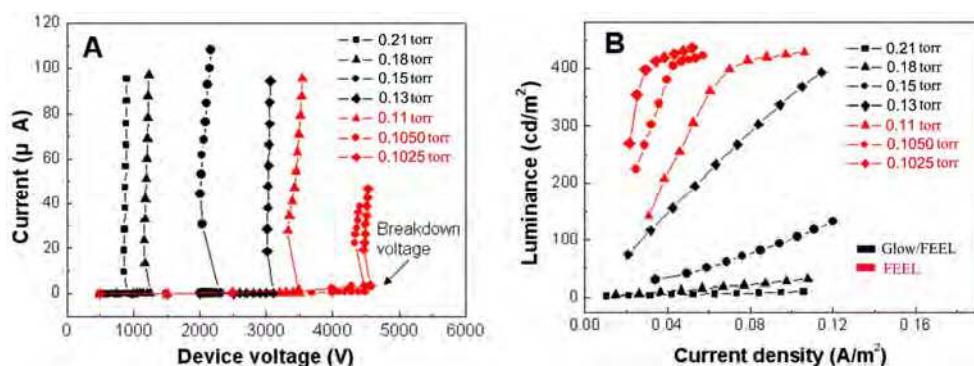 A
120
100
80
60
40
20
0
Current (μ A)
0.21 torr
0.18 torr
0.15 torr
0.13 torr
0.11 torr
0.1050 torr
0.1025 torr
Breakdown
voltage
0 1000 2000 3000 4000 5000 6000
Device voltage (V)
B
400
300
200
100
0
Luminance (cd/m²)
0.21 torr
0.18 torr
0.15 torr
0.13 torr
0.11 torr
0.1050 torr
0.1025 torr
Glow/FEEL
FEEL
0.00 0.04 0.08 0.12 0.16
Current density (A/m²)